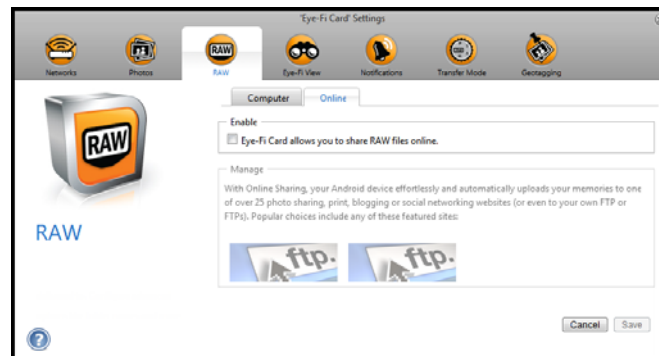 'Eye-Fi Card' Settings
Networks
Photos
RAW
RAW
Eye-Fi View
Notifications
Transfer Mode
Geotagging
RAW
RAW
Computer
Online
Enable
Eye-Fi Card allows you to share RAW files online.
Manage
With Online Sharing, your Android device effortlessly and automatically uploads your memories to one
of over 25 photo sharing, print, blogging or social networking websites (or even to your own FTP or
FTPs). Popular choices include any of these featured sites:
ftp.
ftp.
Cancel
Save
?